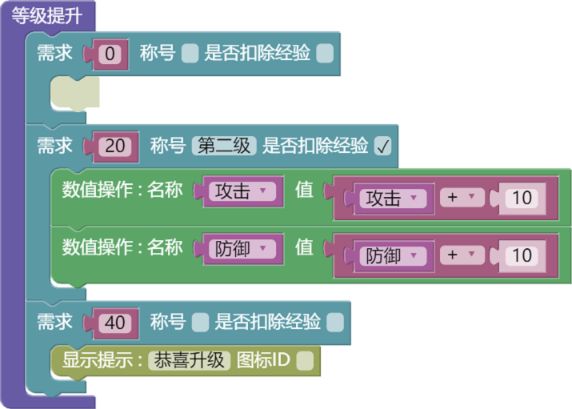 等级提升
需求 0 称号 是否扣除经验
需求 20 称号 第二级 是否扣除经验 ✓
数值操作 : 名称 攻击 值 攻击 + 10
数值操作 : 名称 防御 值 防御 + 10
需求 40 称号 是否扣除经验
显示提示 : 恭喜升级 图标ID